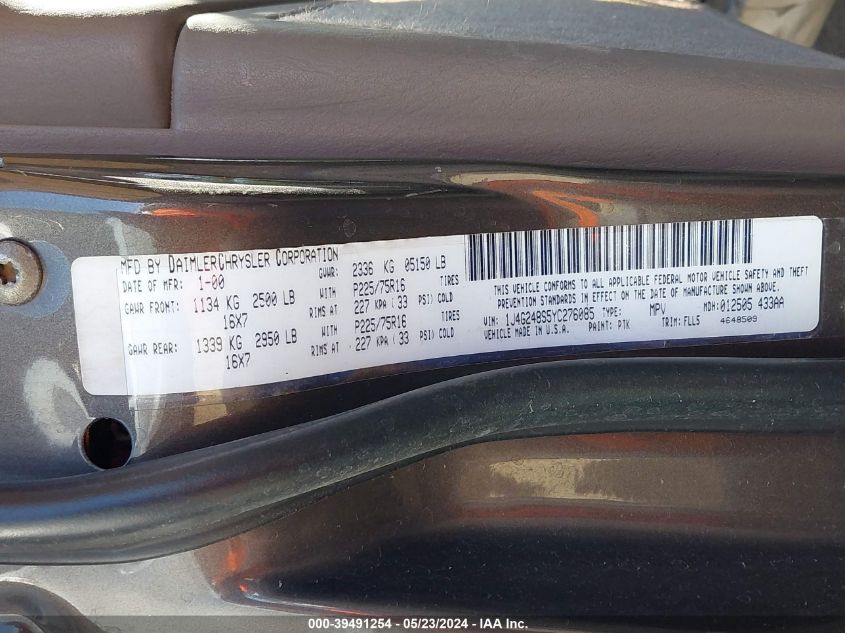 MFD BY DAIMLERCHRYSLER CORPORATION
DATE OF MFR: 1-00 GVWR: 2336 KG 05150 LB
GAWR FRONT: 1134 KG 2500 LB WITH P225/75R16 TIRES
16X7 RIMS AT 227 KPA (33 PSI) COLD
GAWR REAR: 1339 KG 2950 LB WITH P225/75R16 TIRES
16X7 RIMS AT 227 KPA (33 PSI) COLD
THIS VEHICLE CONFORMS TO ALL APPLICABLE FEDERAL MOTOR VEHICLE SAFETY AND THEFT
PREVENTION STANDARDS IN EFFECT ON THE DATE OF MANUFACTURE SHOWN ABOVE.
VIN: 1J4G248S5YC276085 TYPE: MPV MDH: 012505 433AA
VEHICLE MADE IN U.S.A. PAINT: PTK TRIM: FLLS 4648509
000-39491254 - 05/23/2024 - IAA Inc.